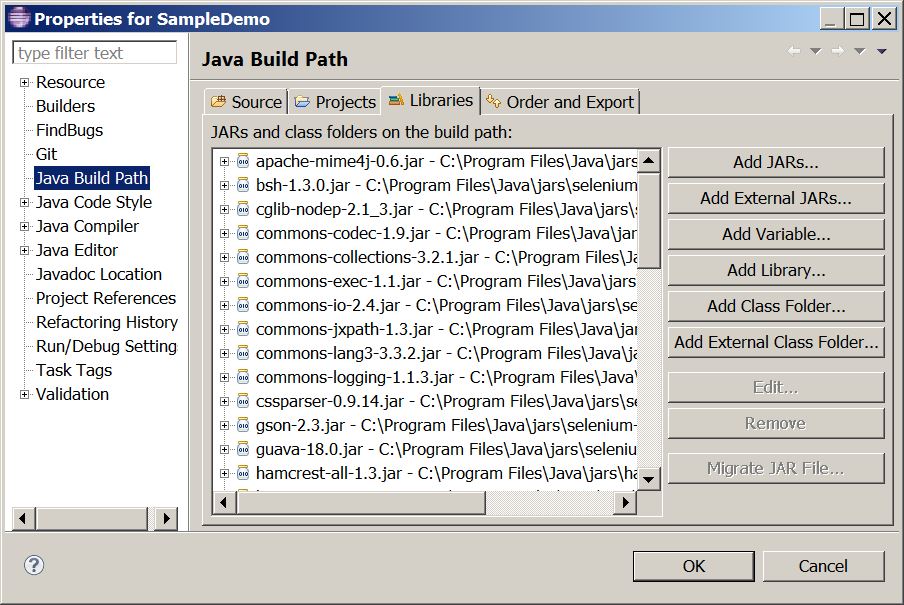 Properties for SampleDemo
type filter text
Resource
Builders
FindBugs
Git
Java Build Path
Java Code Style
Java Compiler
Java Editor
Javadoc Location
Project References
Refactoring History
Run/Debug Setting
Task Tags
Validation
Java Build Path
Source Projects Libraries Order and Export
JARs and class folders on the build path:
apache-mime4j-0.6.jar - C:\Program Files\Java\jars
bsh-1.3.0.jar - C:\Program Files\Java\jars\selenium
cglib-nodep-2.1_3.jar - C:\Program Files\Java\jars\
commons-codec-1.9.jar - C:\Program Files\Java\jar
commons-collections-3.2.1.jar - C:\Program Files\Ja
commons-exec-1.1.jar - C:\Program Files\Java\jars
commons-io-2.4.jar - C:\Program Files\Java\jars\se
commons-jxpath-1.3.jar - C:\Program Files\Java\jar
commons-lang3-3.3.2.jar - C:\Program Files\Java\j
commons-logging-1.1.3.jar - C:\Program Files\Java\
cssparser-0.9.14.jar - C:\Program Files\Java\jars\se
gson-2.3.jar - C:\Program Files\Java\jars\selenium-
guava-18.0.jar - C:\Program Files\Java\jars\seleniu
hamcrest-all-1.3.jar - C:\Program Files\Java\jars\ha
Add JARs...
Add External JARs...
Add Variable...
Add Library...
Add Class Folder...
Add External Class Folder...
Edit...
Remove
Migrate JAR File...
?
OK
Cancel